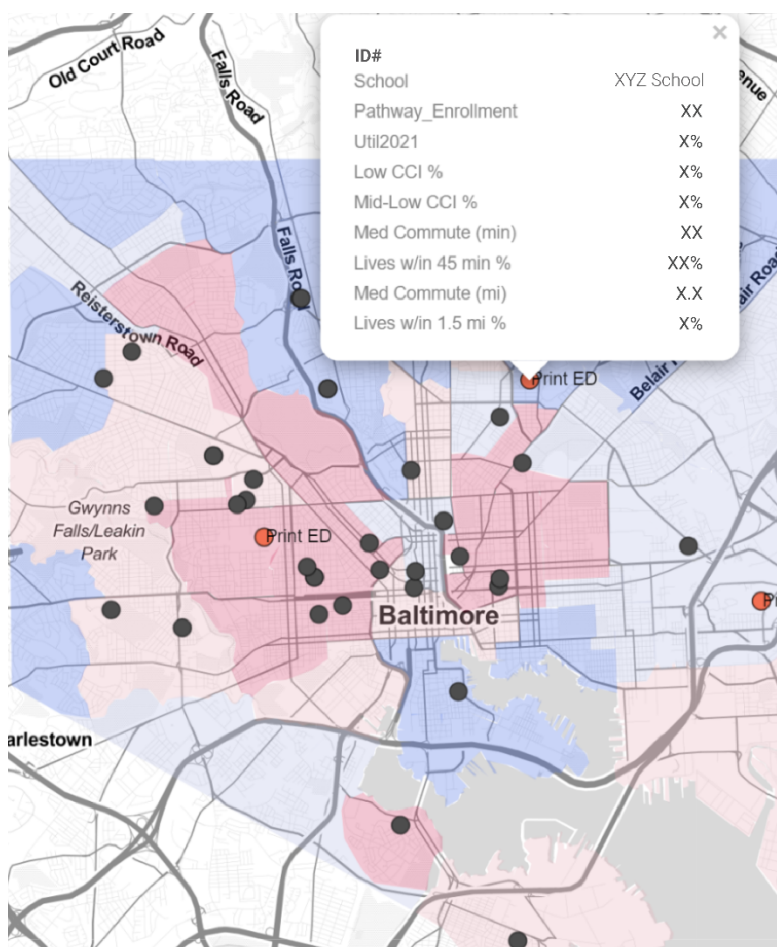 Old Court Road
Falls Road
enue
×
ID#
School XYZ School
Pathway_Enrollment XX
Util2021 X%
Low CCI % X%
Mid-Low CCI % X%
Med Commute (min) XX
Lives w/in 45 min % XX%
Med Commute (mi) X.X
Lives w/in 1.5 mi % X%
Falls Road
Reisterstown Road
lair Road
Belair
Print ED
Gwynns
Falls/Leakin
Park
Print ED
P
Baltimore
arlestown